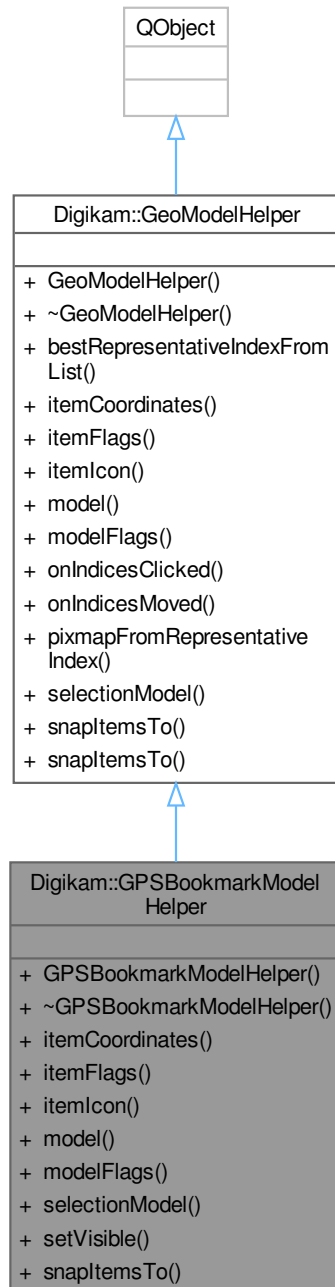 QObject
Digikam::GeoModelHelper
+ GeoModelHelper()
+ ~GeoModelHelper()
+ bestRepresentativeIndexFrom
List()
+ itemCoordinates()
+ itemFlags()
+ itemIcon()
+ model()
+ modelFlags()
+ onIndicesClicked()
+ onIndicesMoved()
+ pixmapFromRepresentative
Index()
+ selectionModel()
+ snapItemsTo()
+ snapItemsTo()
Digikam::GPSBookmarkModel
Helper
+ GPSBookmarkModelHelper()
+ ~GPSBookmarkModelHelper()
+ itemCoordinates()
+ itemFlags()
+ itemIcon()
+ model()
+ modelFlags()
+ selectionModel()
+ setVisible()
+ snapItemsTo()